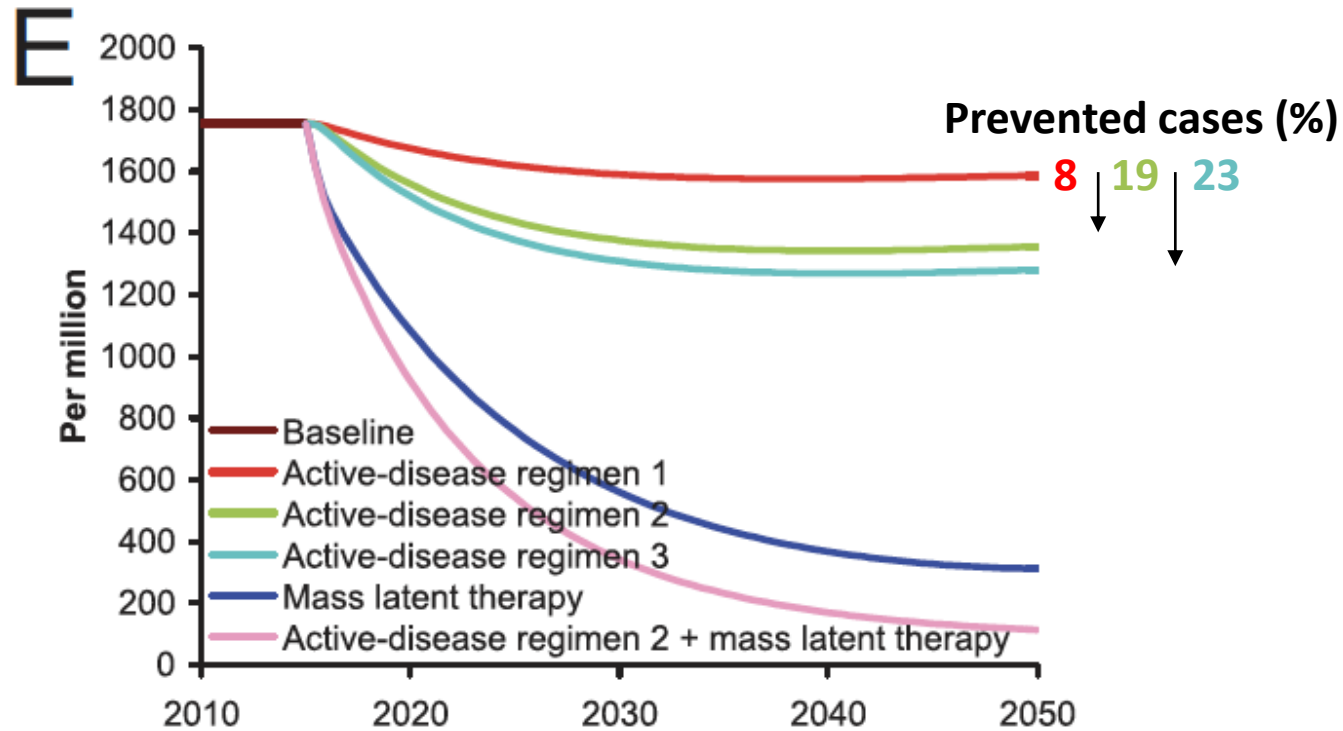 E
2000
1800
1600
1400
1200
1000
800
600
400
200
0
Per million
Prevented cases (%)
8 19 23
Baseline
Active-disease regimen 1
Active-disease regimen 2
Active-disease regimen 3
Mass latent therapy
Active-disease regimen 2 + mass latent therapy
2010 2020 2030 2040 2050